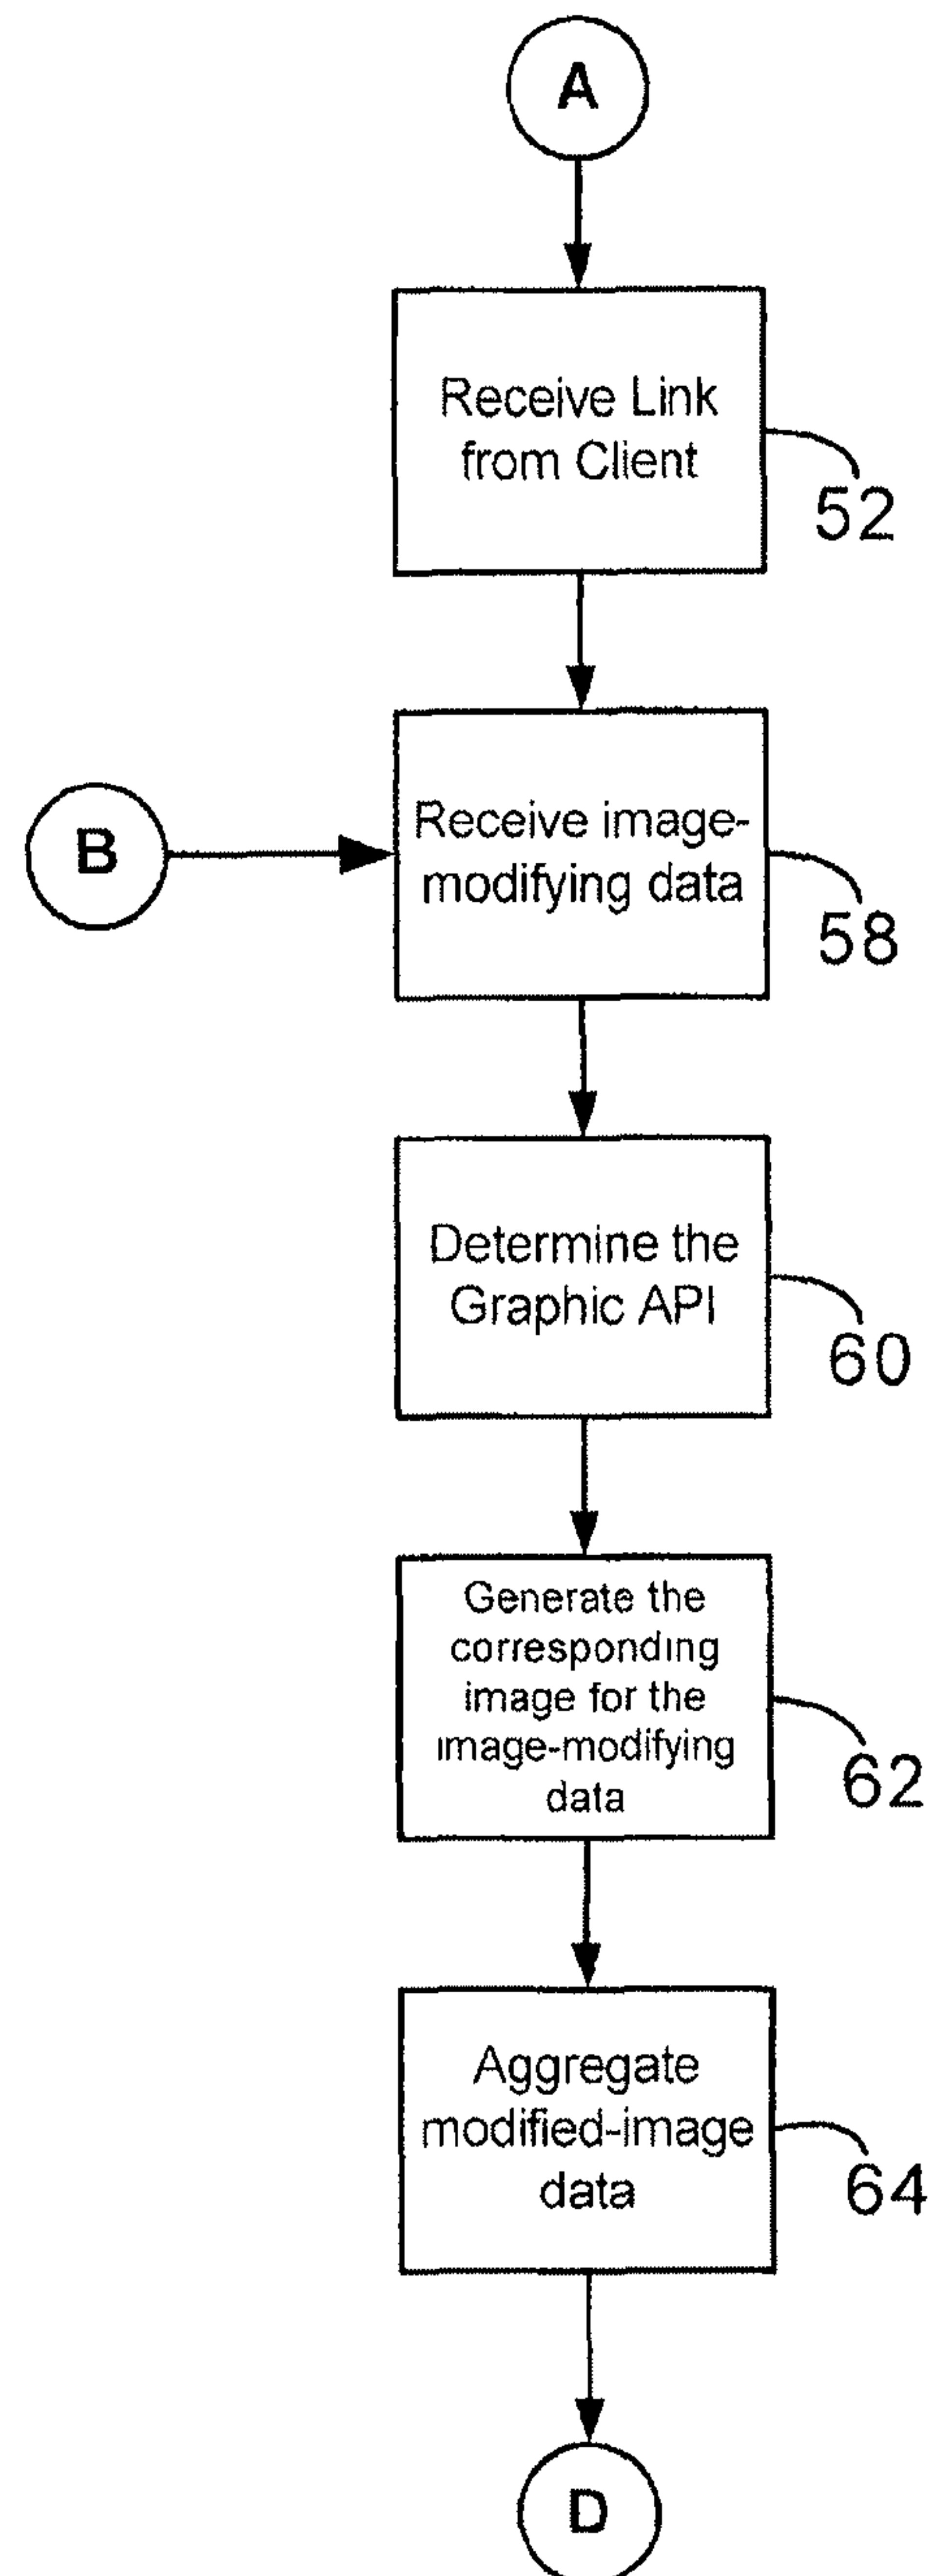 A
Receive Link
from Client
52
B
Receive image-
modifying data
58
Determine the
Graphic API
60
Generate the
corresponding
image for the
image-modifying
data
62
Aggregate
modified-image
data
64
D